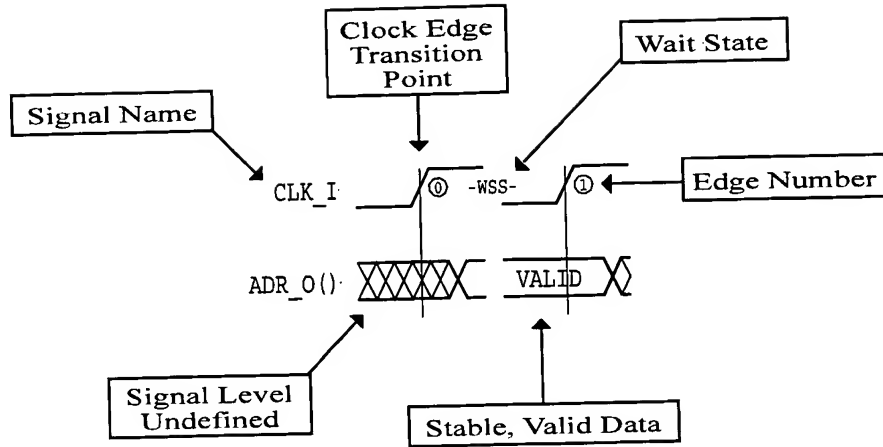 Clock Edge
Transition
Point
Wait State
Signal Name
CLK_I
⓪
-WSS-
①
Edge Number
ADR_O()
VALID
Signal Level
Undefined
Stable, Valid Data